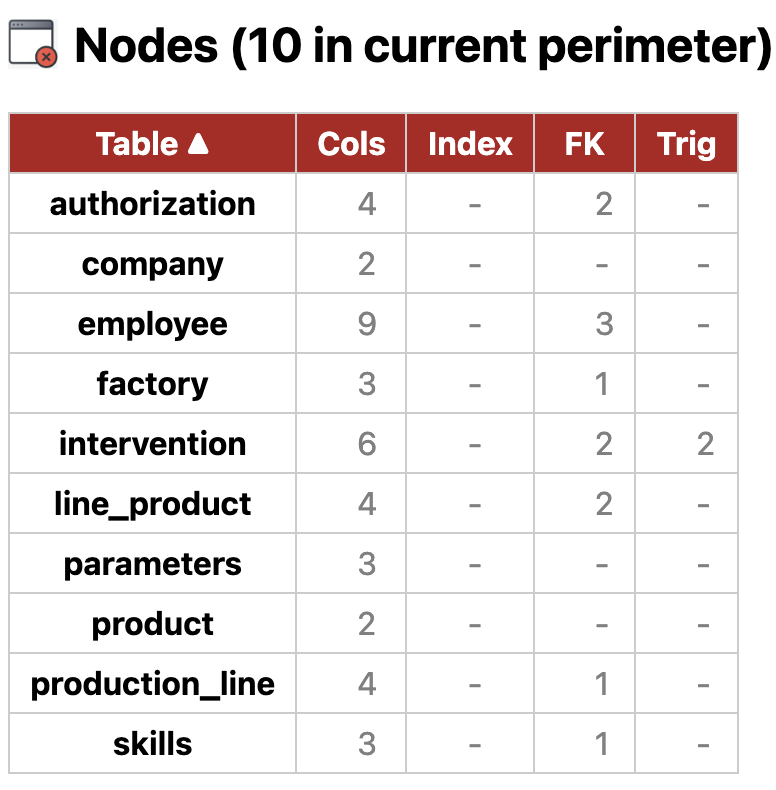 Nodes (10 in current perimeter)
Table ▲ Cols Index FK Trig
authorization 4 - 2 -
company 2 - - -
employee 9 - 3 -
factory 3 - 1 -
intervention 6 - 2 2
line_product 4 - 2 -
parameters 3 - - -
product 2 - - -
production_line 4 - 1 -
skills 3 - 1 -